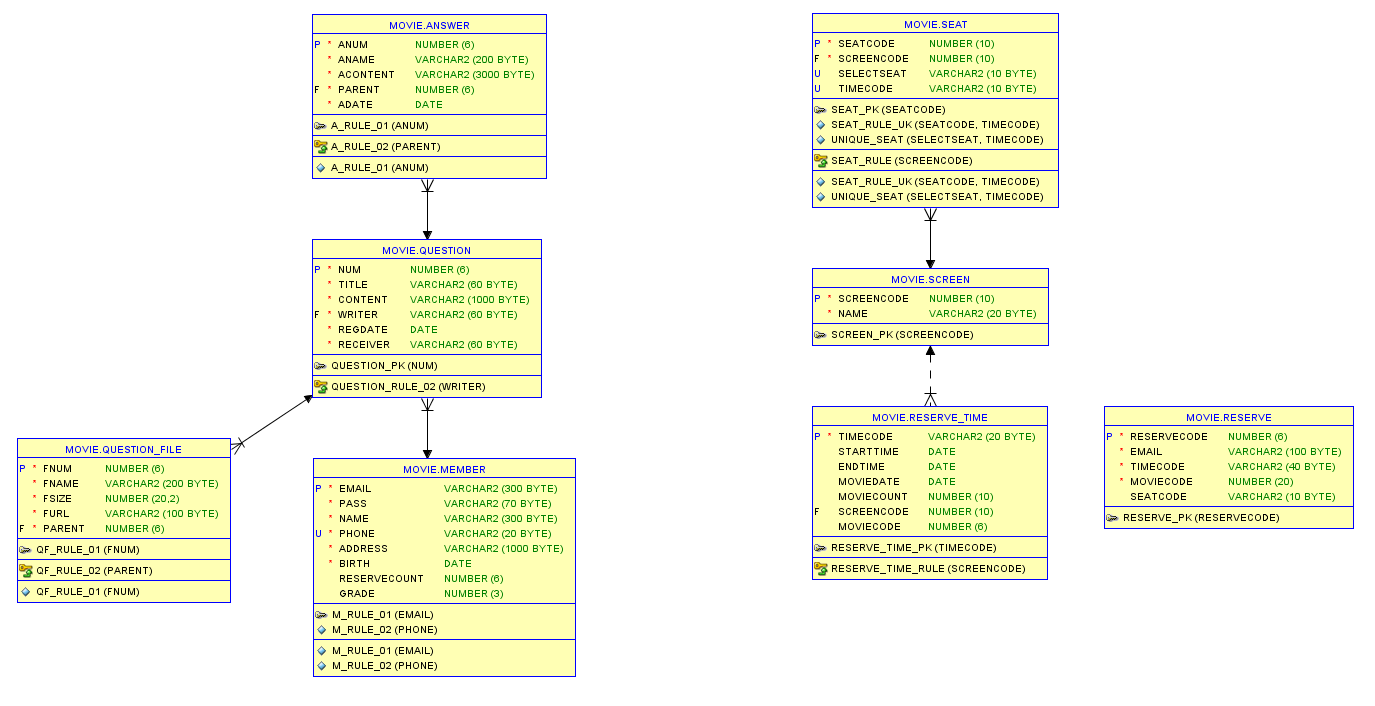 MOVIE.ANSWER
P * ANUM NUMBER (6)
* ANAME VARCHAR2 (200 BYTE)
* ACONTENT VARCHAR2 (3000 BYTE)
F * PARENT NUMBER (6)
* ADATE DATE
A_RULE_01 (ANUM)
A_RULE_02 (PARENT)
A_RULE_01 (ANUM)
MOVIE.QUESTION
P * NUM NUMBER (6)
* TITLE VARCHAR2 (60 BYTE)
* CONTENT VARCHAR2 (1000 BYTE)
F * WRITER VARCHAR2 (60 BYTE)
* REGDATE DATE
* RECEIVER VARCHAR2 (60 BYTE)
QUESTION_PK (NUM)
QUESTION_RULE_02 (WRITER)
MOVIE.QUESTION_FILE
P * FNUM NUMBER (6)
* FNAME VARCHAR2 (200 BYTE)
* FSIZE NUMBER (20,2)
* FURL VARCHAR2 (100 BYTE)
F * PARENT NUMBER (6)
QF_RULE_01 (FNUM)
QF_RULE_02 (PARENT)
QF_RULE_01 (FNUM)
MOVIE.MEMBER
P * EMAIL VARCHAR2 (300 BYTE)
* PASS VARCHAR2 (70 BYTE)
* NAME VARCHAR2 (300 BYTE)
U * PHONE VARCHAR2 (20 BYTE)
* ADDRESS VARCHAR2 (1000 BYTE)
* BIRTH DATE
RESERVECOUNT NUMBER (6)
GRADE NUMBER (3)
M_RULE_01 (EMAIL)
M_RULE_02 (PHONE)
M_RULE_01 (EMAIL)
M_RULE_02 (PHONE)
MOVIE.SEAT
P * SEATCODE NUMBER (10)
F * SCREENCODE NUMBER (10)
U SELECTSEAT VARCHAR2 (10 BYTE)
U TIMECODE VARCHAR2 (10 BYTE)
SEAT_PK (SEATCODE)
SEAT_RULE_UK (SEATCODE, TIMECODE)
UNIQUE_SEAT (SELECTSEAT, TIMECODE)
SEAT_RULE (SCREENCODE)
SEAT_RULE_UK (SEATCODE, TIMECODE)
UNIQUE_SEAT (SELECTSEAT, TIMECODE)
MOVIE.SCREEN
P * SCREENCODE NUMBER (10)
* NAME VARCHAR2 (20 BYTE)
SCREEN_PK (SCREENCODE)
MOVIE.RESERVE_TIME
P * TIMECODE VARCHAR2 (20 BYTE)
STARTTIME DATE
ENDTIME DATE
MOVIEDATE DATE
MOVIECOUNT NUMBER (10)
F SCREENCODE NUMBER (10)
MOVIECODE NUMBER (6)
RESERVE_TIME_PK (TIMECODE)
RESERVE_TIME_RULE (SCREENCODE)
MOVIE.RESERVE
P * RESERVECODE NUMBER (6)
* EMAIL VARCHAR2 (100 BYTE)
* TIMECODE VARCHAR2 (40 BYTE)
* MOVIECODE NUMBER (20)
SEATCODE VARCHAR2 (10 BYTE)
RESERVE_PK (RESERVECODE)